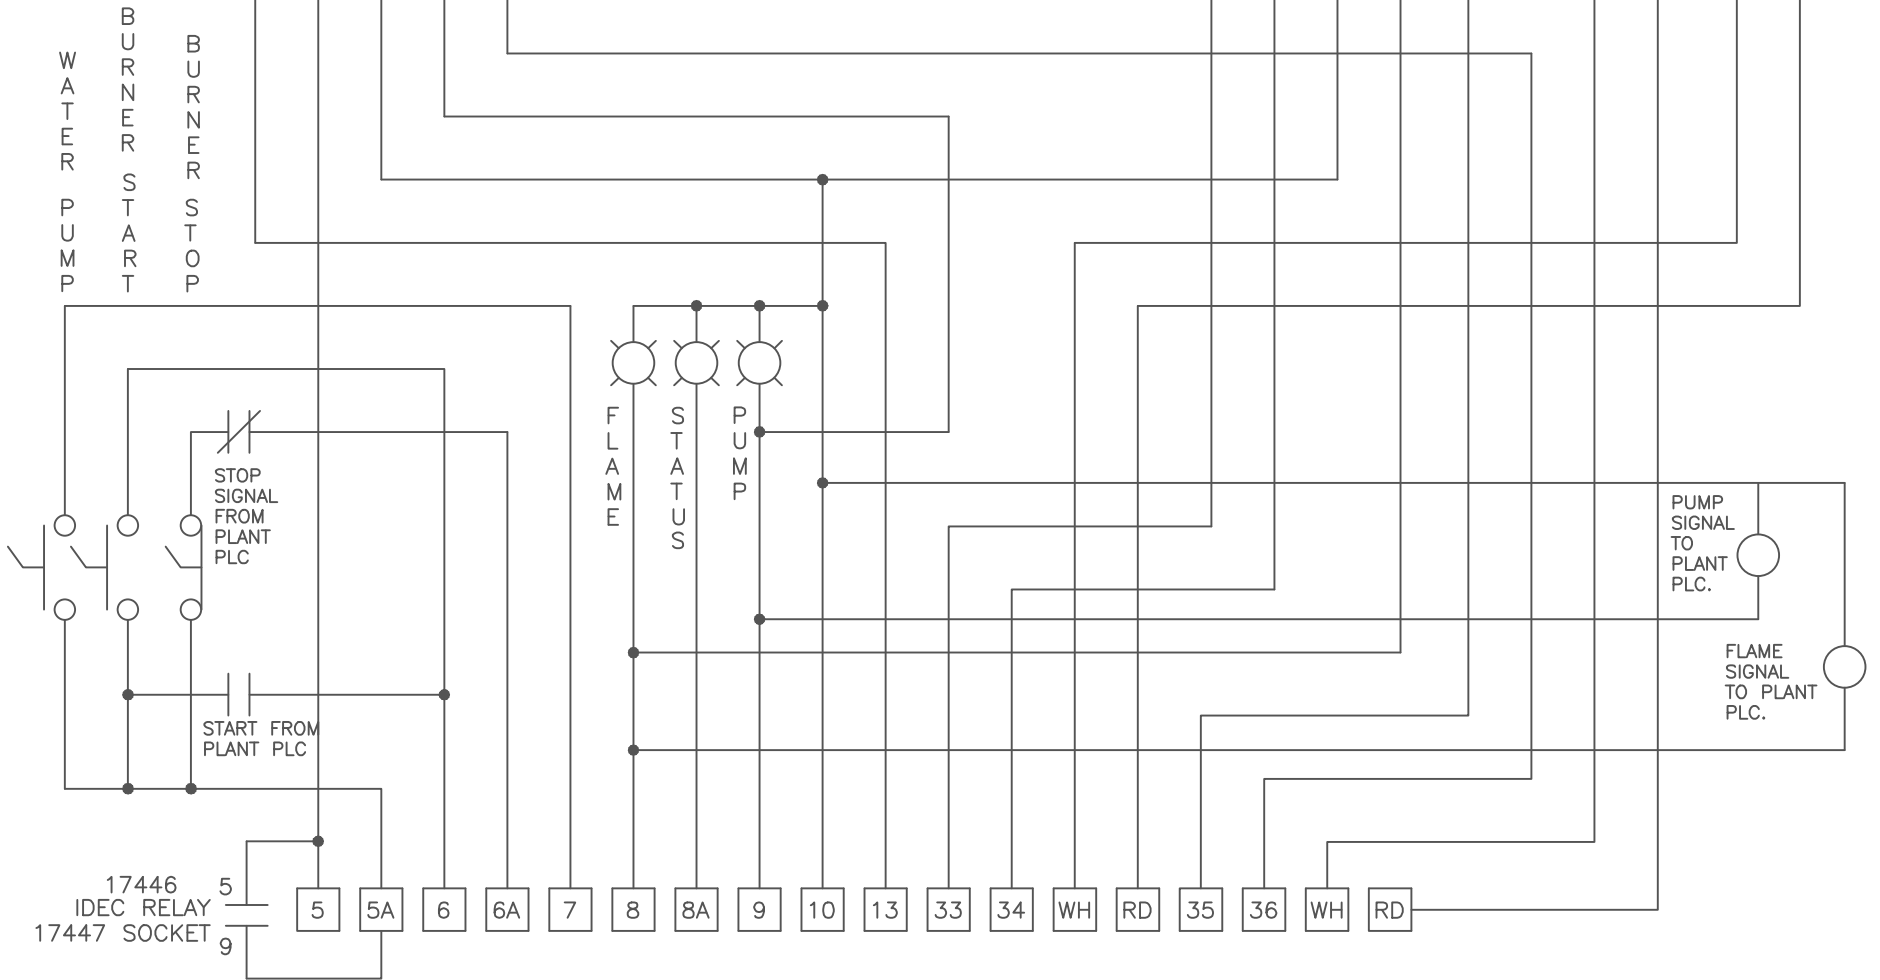 WATER PUMP
BURNER START
BURNER STOP
STOP
SIGNAL
FROM
PLANT
PLC
START FROM
PLANT PLC
FLAME
STATUS
PUMP
PUMP
SIGNAL
TO
PLANT
PLC.
FLAME
SIGNAL
TO PLANT
PLC.
17446
IDEC RELAY
17447 SOCKET
5
9
5
5A
6
6A
7
8
8A
9
10
13
33
34
WH
RD
35
36
WH
RD